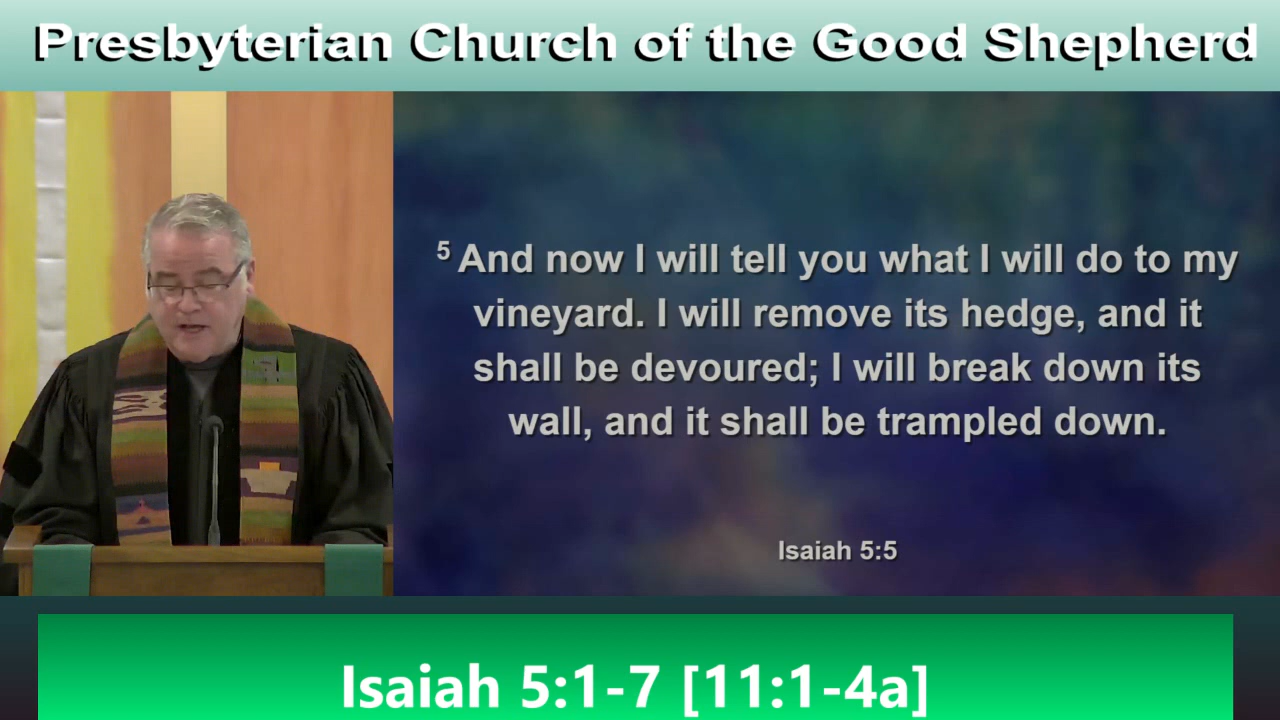 Presbyterian Church of the Good Shepherd
5 And now I will tell you what I will do to my
vineyard. I will remove its hedge, and it
shall be devoured; I will break down its
wall, and it shall be trampled down.
Isaiah 5:5
Isaiah 5:1-7 [11:1-4a]